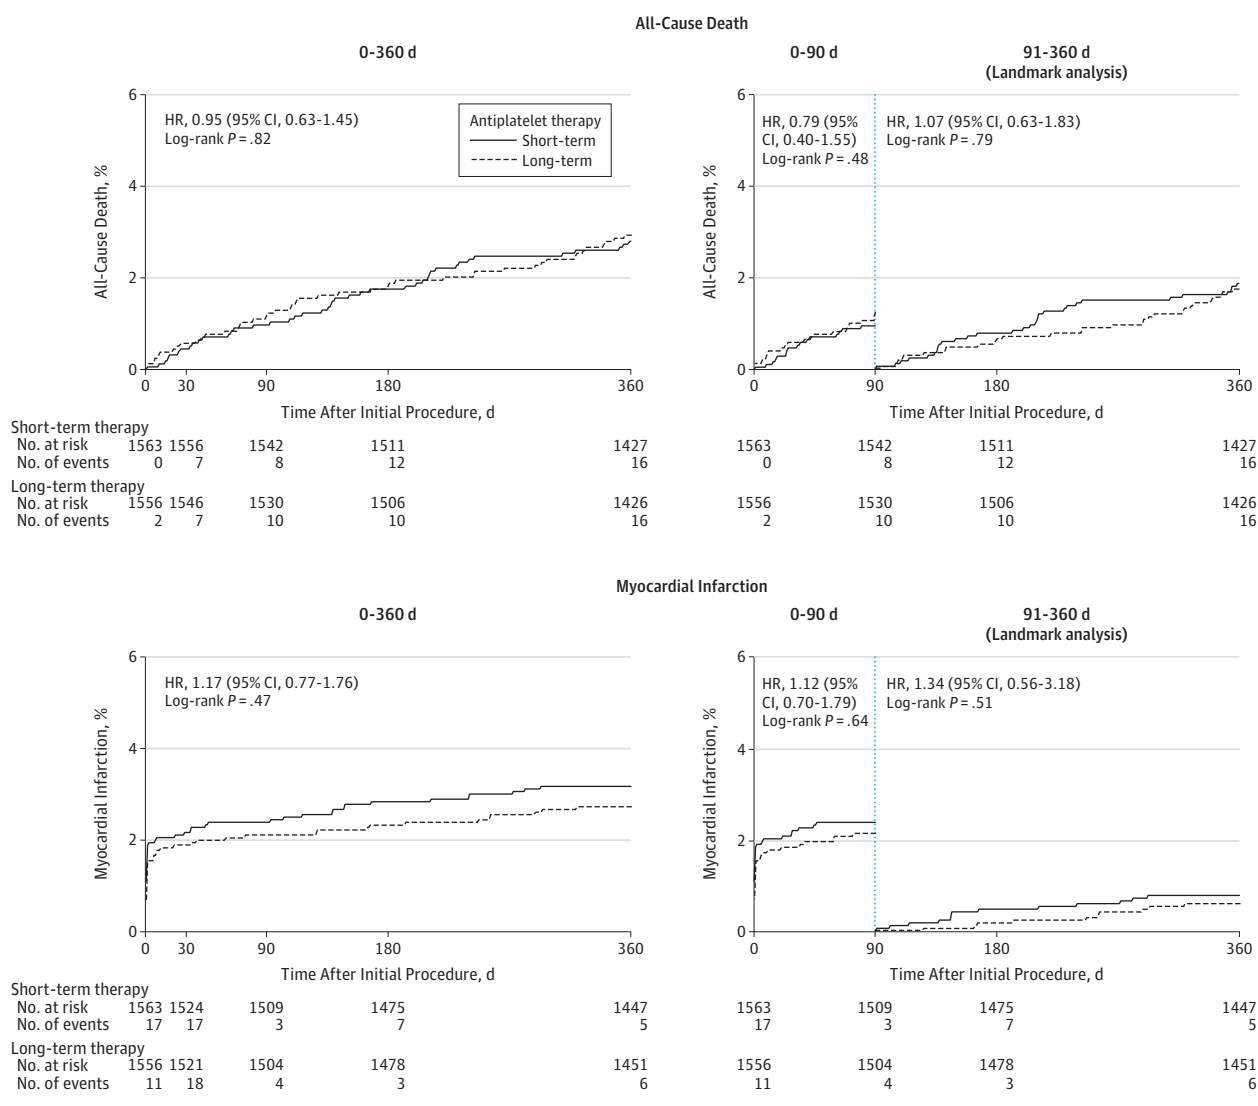 All-Cause Death
0-360 d
0-90 d
91-360 d
(Landmark analysis)
All-Cause Death, %
6
4
2
0
HR, 0.95 (95% CI, 0.63-1.45)
Log-rank P = .82
Antiplatelet therapy
Short-term
Long-term
0 30 90 180 360
Time After Initial Procedure, d
All-Cause Death, %
6
4
2
0
HR, 0.79 (95%
CI, 0.40-1.55)
Log-rank P = .48
HR, 1.07 (95% CI, 0.63-1.83)
Log-rank P = .79
0 90 180 360
Time After Initial Procedure, d
Short-term therapy
No. at risk 1563 1556 1542 1511 1427 1563 1542 1511 1427
No. of events 0 7 8 12 16 0 8 12 16
Long-term therapy
No. at risk 1556 1546 1530 1506 1426 1556 1530 1506 1426
No. of events 2 7 10 10 16 2 10 10 16
Myocardial Infarction
0-360 d
0-90 d
91-360 d
(Landmark analysis)
Myocardial Infarction, %
6
4
2
0
HR, 1.17 (95% CI, 0.77-1.76)
Log-rank P = .47
0 30 90 180 360
Time After Initial Procedure, d
Myocardial Infarction, %
6
4
2
0
HR, 1.12 (95%
CI, 0.70-1.79)
Log-rank P = .64
HR, 1.34 (95% CI, 0.56-3.18)
Log-rank P = .51
0 90 180 360
Time After Initial Procedure, d
Short-term therapy
No. at risk 1563 1524 1509 1475 1447 1563 1509 1475 1447
No. of events 17 17 3 7 5 17 3 7 5
Long-term therapy
No. at risk 1556 1521 1504 1478 1451 1556 1504 1478 1451
No. of events 11 18 4 3 6 11 4 3 6